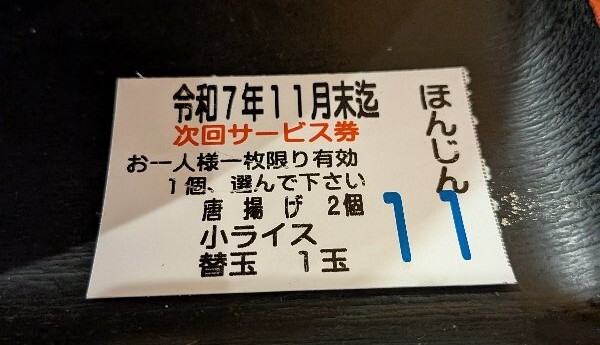 令和7年11月末迄
次回サービス券
お一人様一枚限り有効
1個、選んで下さい
唐揚げ 2個
小ライス
替玉 1玉
ほんじん
11